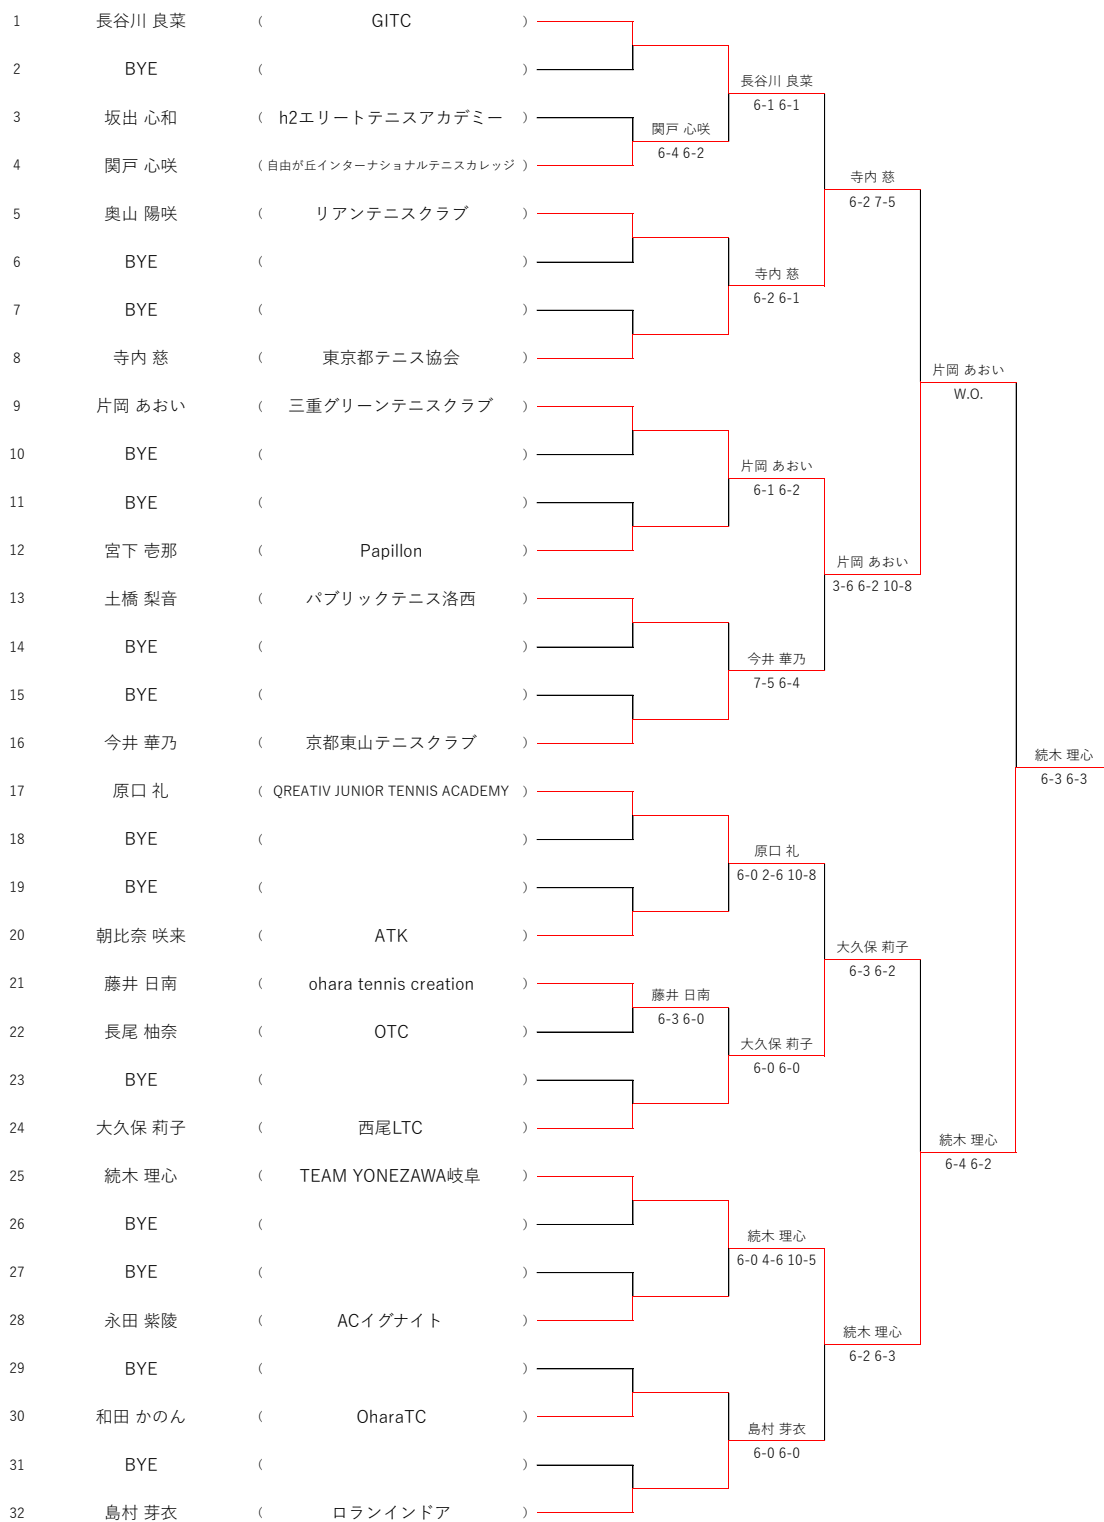 1 長谷川 良菜 ( GITC )
2 BYE ( )
長谷川 良菜
6-1 6-1
3 坂出 心和 ( h2エリートテニスアカデミー )
関戸 心咲
6-4 6-2
4 関戸 心咲 ( 自由が丘インターナショナルテニスカレッジ )
寺内 慈
6-2 7-5
5 奥山 陽咲 ( リアンテニスクラブ )
6 BYE ( )
寺内 慈
6-2 6-1
7 BYE ( )
8 寺内 慈 ( 東京都テニス協会 )
片岡 あおい
W.O.
9 片岡 あおい ( 三重グリーンテニスクラブ )
10 BYE ( )
片岡 あおい
6-1 6-2
11 BYE ( )
12 宮下 壱那 ( Papillon )
片岡 あおい
3-6 6-2 10-8
13 土橋 梨音 ( パブリックテニス洛西 )
14 BYE ( )
今井 華乃
7-5 6-4
15 BYE ( )
16 今井 華乃 ( 京都東山テニスクラブ )
続木 理心
6-3 6-3
17 原口 礼 ( QREATIV JUNIOR TENNIS ACADEMY )
18 BYE ( )
原口 礼
6-0 2-6 10-8
19 BYE ( )
20 朝比奈 咲来 ( ATK )
大久保 莉子
6-3 6-2
21 藤井 日南 ( ohara tennis creation )
藤井 日南
6-3 6-0
22 長尾 柚奈 ( OTC )
大久保 莉子
6-0 6-0
23 BYE ( )
24 大久保 莉子 ( 西尾LTC )
続木 理心
6-4 6-2
25 続木 理心 ( TEAM YONEZAWA岐阜 )
26 BYE ( )
続木 理心
6-0 4-6 10-5
27 BYE ( )
28 永田 紫陵 ( ACイグナイト )
続木 理心
6-2 6-3
29 BYE ( )
30 和田 かのん ( OharaTC )
島村 芽衣
6-0 6-0
31 BYE ( )
32 島村 芽衣 ( ロランインドア )